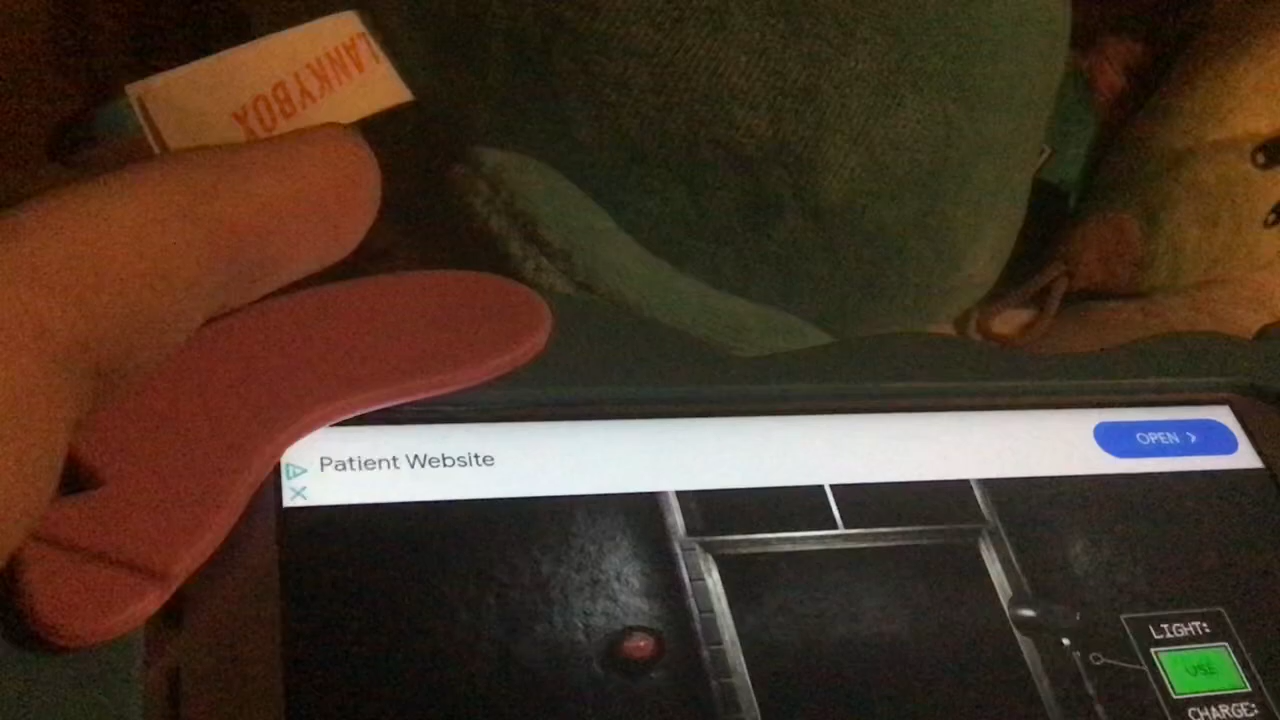 LANKYBOX
Patient Website
OPEN
LIGHT:
USE
CHARGE: